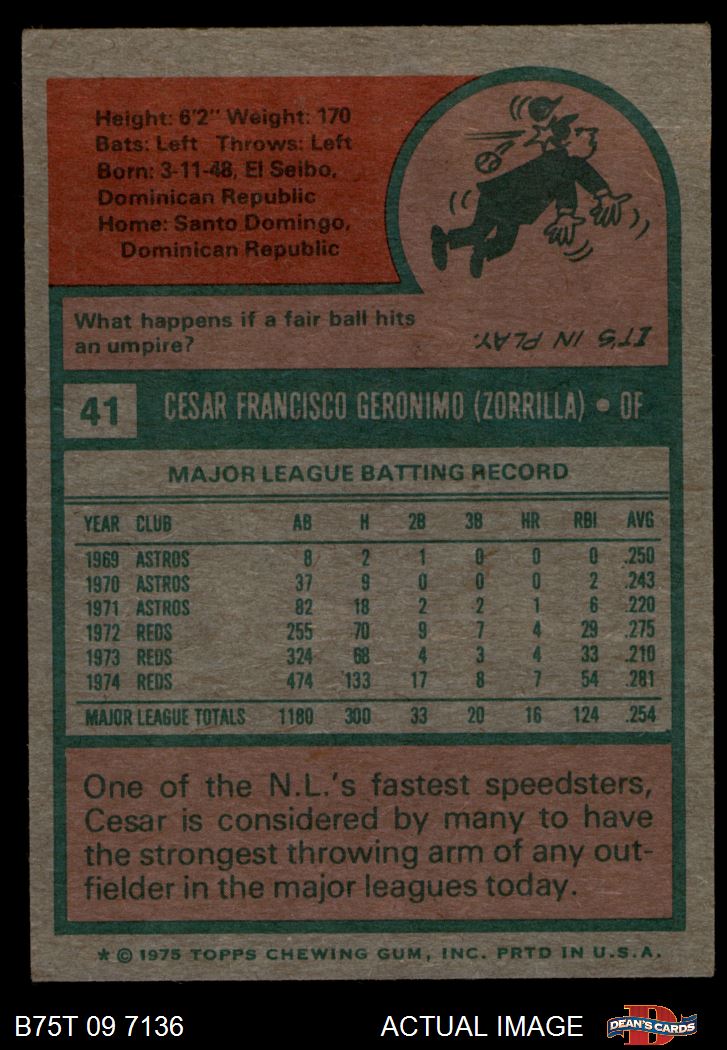 Height: 6'2" Weight: 170
Bats: Left Throws: Left
Born: 3-11-48, El Seibo,
Dominican Republic
Home: Santo Domingo,
Dominican Republic
What happens if a fair ball hits
an umpire?
IT'S IN PLAY.
41 CESAR FRANCISCO GERONIMO (ZORRILLA) • OF
MAJOR LEAGUE BATTING RECORD
YEAR CLUB AB H 2B 3B HR RBI AVG
1969 ASTROS 8 2 1 0 0 0 .250
1970 ASTROS 37 9 0 0 0 2 .243
1971 ASTROS 82 18 2 2 1 6 .220
1972 REDS 255 70 9 7 4 29 .275
1973 REDS 324 68 4 3 4 33 .210
1974 REDS 474 133 17 8 7 54 .281
MAJOR LEAGUE TOTALS 1180 300 33 20 16 124 .254
One of the N.L.'s fastest speedsters,
Cesar is considered by many to have
the strongest throwing arm of any out-
fielder in the major leagues today.
* © 1975 TOPPS CHEWING GUM, INC. PRTD IN U.S.A.
B75T 09 7136 ACTUAL IMAGE DEAN'S CARDS